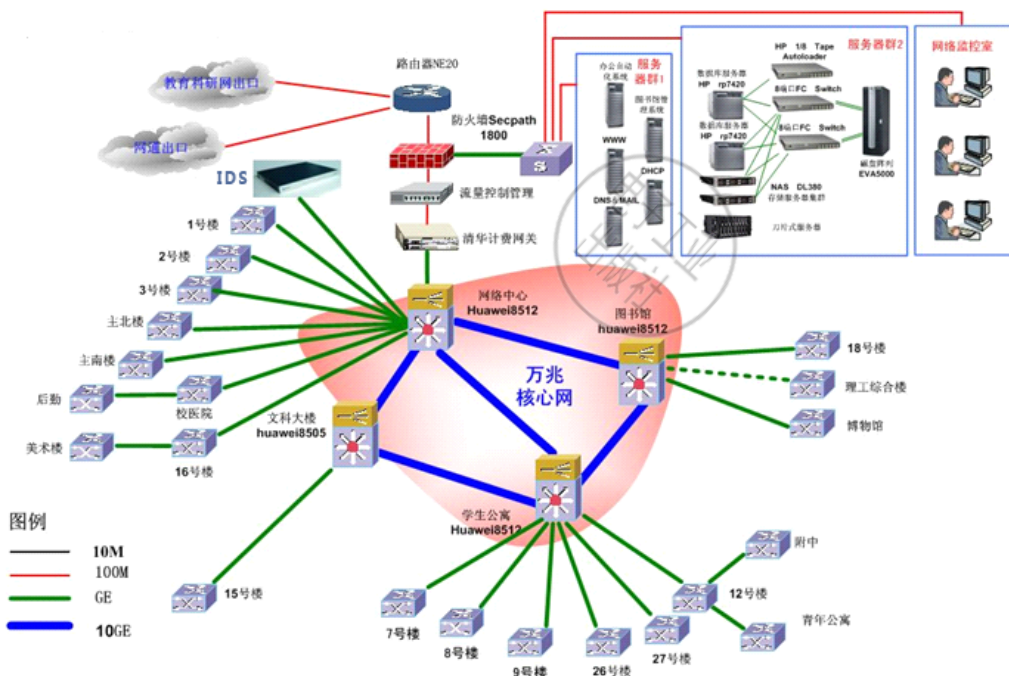 教育科研网出口
网通出口
路由器NE20
防火墙Secpath
1800
IDS
流量控制管理
清华计费网关
服务
器群1
办公自动
化系统
图书馆管
理系统
WWW
DHCP
DNS与MAIL
服务器群2
HP 1/8 Tape
Autoloader
数据库服务器
HP rp7420
8端口FC Switch
数据库服务器
HP rp7420
8端口FC Switch
磁盘阵列
EVA5000
NAS DL380
存储服务器集群
刀片式服务器
网络监控室
1号楼
2号楼
3号楼
主北楼
主南楼
后勤
校医院
美术楼
16号楼
网络中心
Huawei8512
图书馆
huawei8512
万兆
核心网
文科大楼
huawei8505
学生公寓
Huawei8512
18号楼
理工综合楼
博物馆
15号楼
7号楼
8号楼
9号楼
26号楼
27号楼
12号楼
附中
青年公寓
图例
10M
100M
GE
10GE